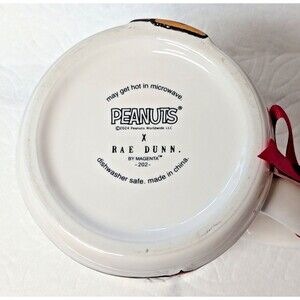 may get hot in microwave
PEANUTS®
©2024 Peanuts Worldwide LLC
X
RAE DUNN.
BY MAGENTA™
-202-
dishwasher safe. made in china.